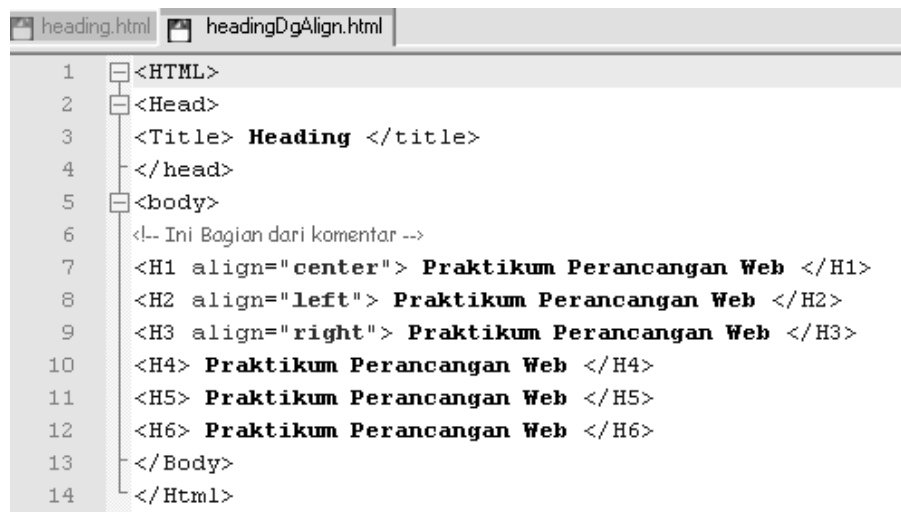 heading.html headingDgAlign.html
1 <HTML>
2 <Head>
3 <Title> Heading </title>
4 </head>
5 <body>
6 <!-- Ini Bagian dari komentar -->
7 <H1 align="center"> Praktikum Perancangan Web </H1>
8 <H2 align="left"> Praktikum Perancangan Web </H2>
9 <H3 align="right"> Praktikum Perancangan Web </H3>
10 <H4> Praktikum Perancangan Web </H4>
11 <H5> Praktikum Perancangan Web </H5>
12 <H6> Praktikum Perancangan Web </H6>
13 </Body>
14 </Html>